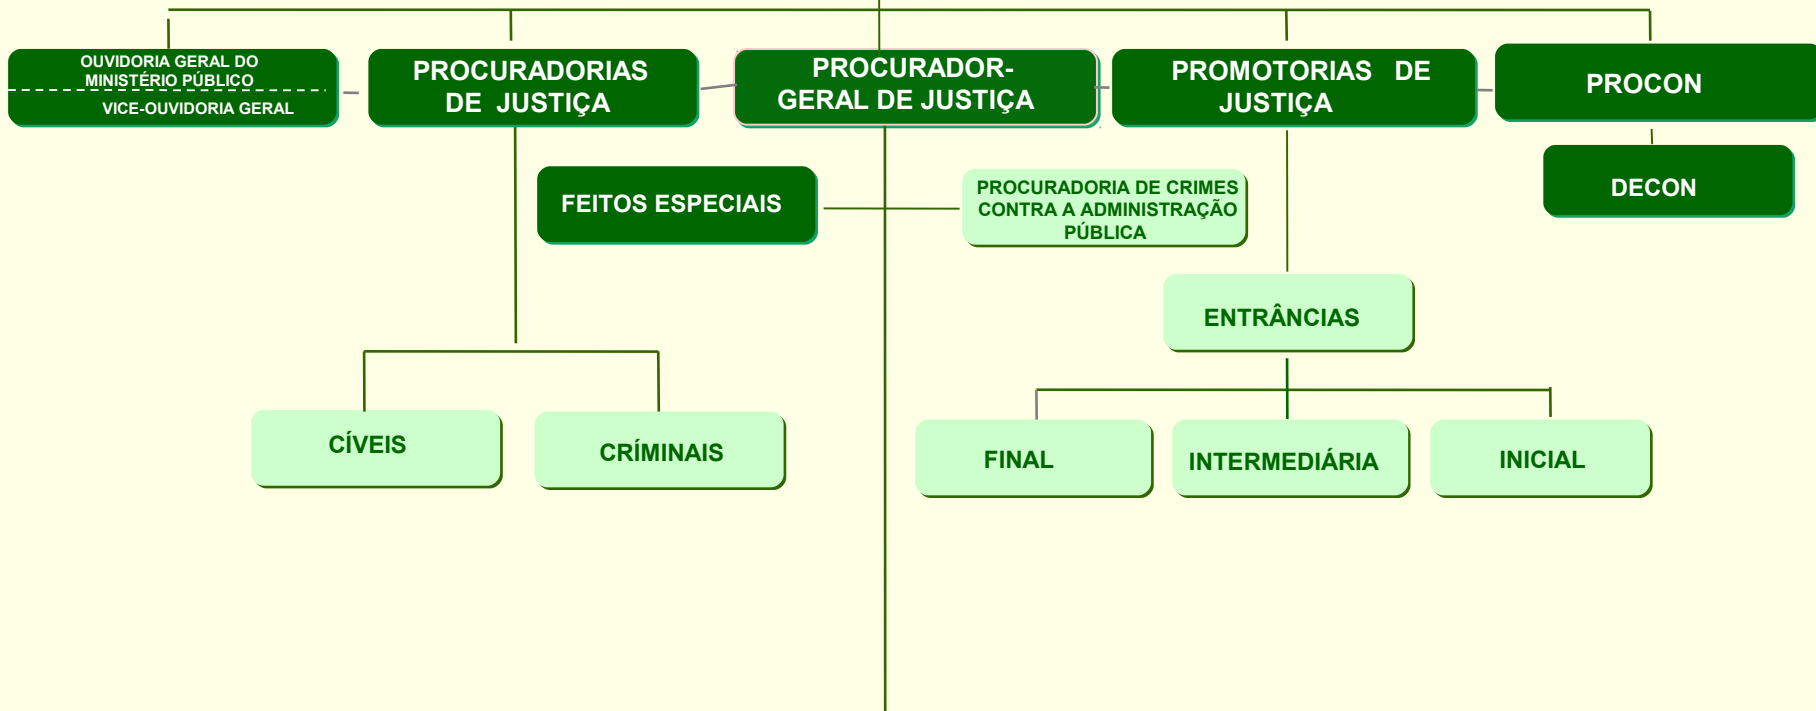 OUVIDORIA GERAL DO
MINISTÉRIO PÚBLICO
VICE-OUVIDORIA GERAL
PROCURADORIAS
DE JUSTIÇA
PROCURADOR-
GERAL DE JUSTIÇA
PROMOTORIAS DE
JUSTIÇA
PROCON
DECON
FEITOS ESPECIAIS
PROCURADORIA DE CRIMES
CONTRA A ADMINISTRAÇÃO
PÚBLICA
ENTRÂNCIAS
CÍVEIS
CRÍMINAIS
FINAL
INTERMEDIÁRIA
INICIAL